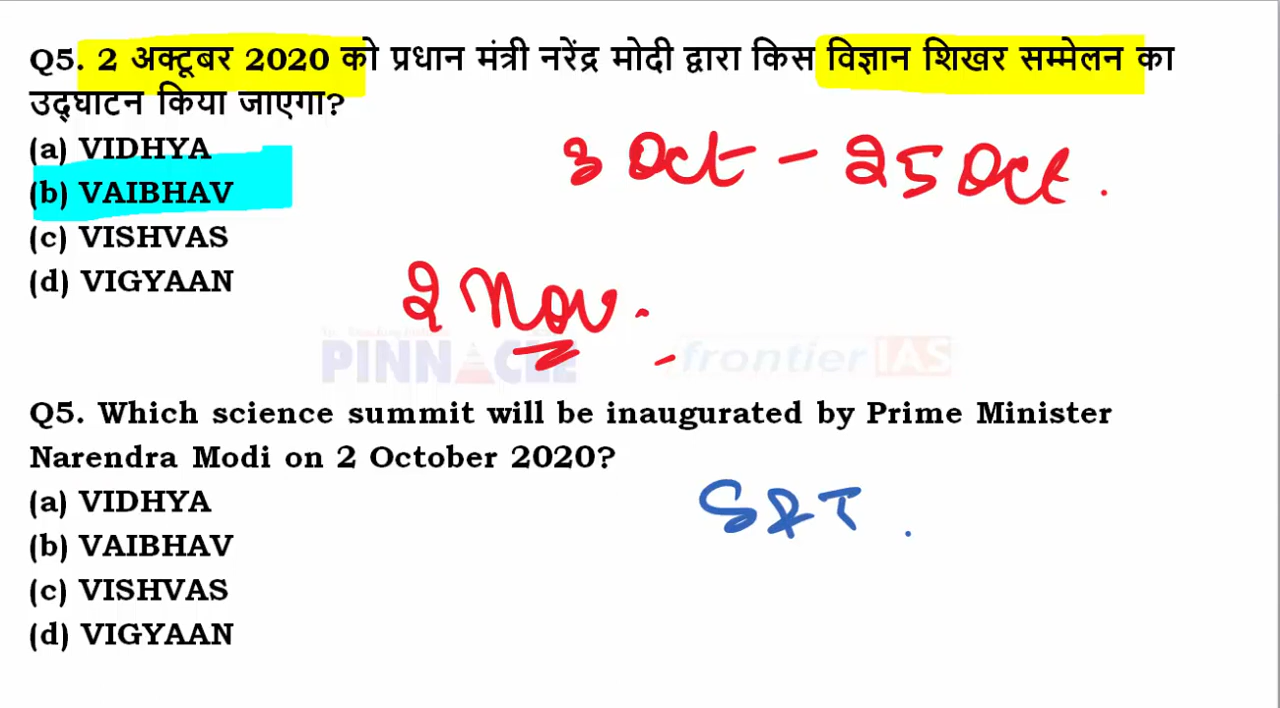 Q5. 2 अक्टूबर 2020 को प्रधान मंत्री नरेंद्र मोदी द्वारा किस विज्ञान शिखर सम्मेलन का
उद्घाटन किया जाएगा?
(a) VIDHYA
(b) VAIBHAV
(c) VISHVAS
(d) VIGYAAN
3 Oct - 25 Oct.
2 Nov.
PINNACLE frontier IAS
Q5. Which science summit will be inaugurated by Prime Minister
Narendra Modi on 2 October 2020?
(a) VIDHYA
(b) VAIBHAV
(c) VISHVAS
(d) VIGYAAN
S&T.